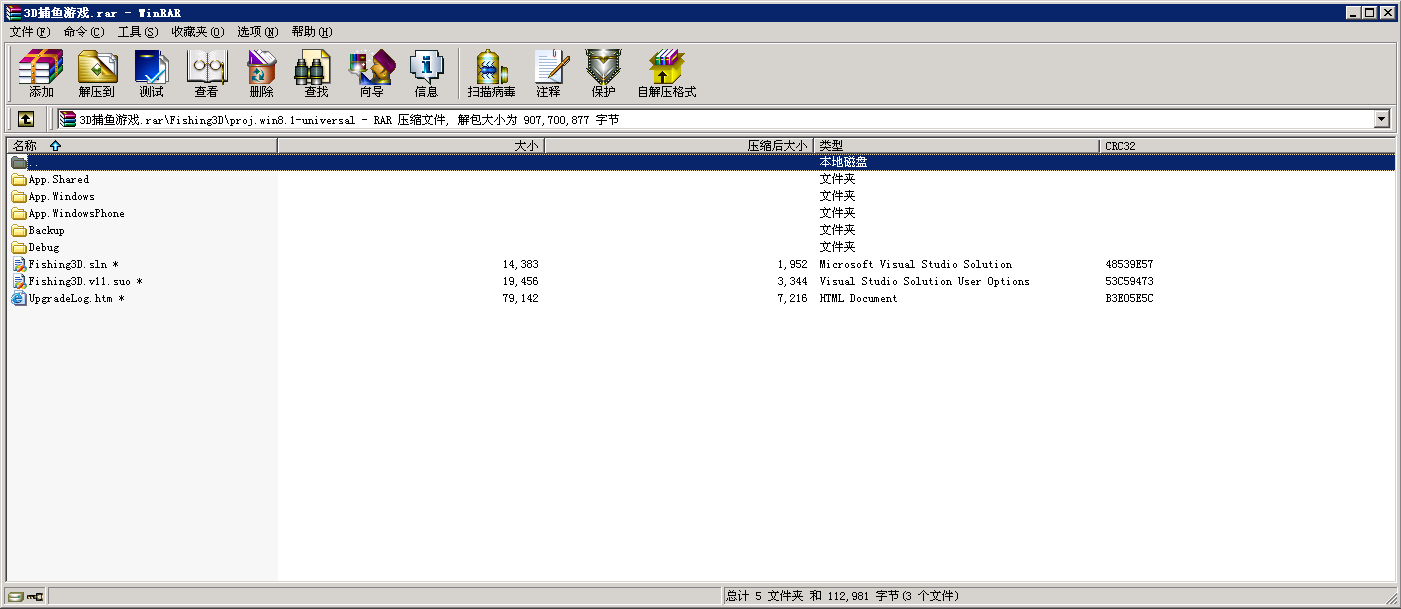 3D捕鱼游戏.rar - WinRAR
文件(F) 命令(C) 工具(S) 收藏夹(O) 选项(N) 帮助(H)
添加 解压到 测试 查看 删除 查找 向导 信息 扫描病毒 注释 保护 自解压格式
3D捕鱼游戏.rar\Fishing3D\proj.win8.1-universal - RAR 压缩文件, 解包大小为 907,700,877 字节
名称 大小 压缩后大小 类型 CRC32
.. 本地磁盘
App.Shared 文件夹
App.Windows 文件夹
App.WindowsPhone 文件夹
Backup 文件夹
Debug 文件夹
Fishing3D.sln * 14,383 1,952 Microsoft Visual Studio Solution 48539E57
Fishing3D.v11.suo * 19,456 3,344 Visual Studio Solution User Options 53C59473
UpgradeLog.htm * 79,142 7,216 HTML Document B3E05E5C
总计 5 文件夹 和 112,981 字节(3 个文件)